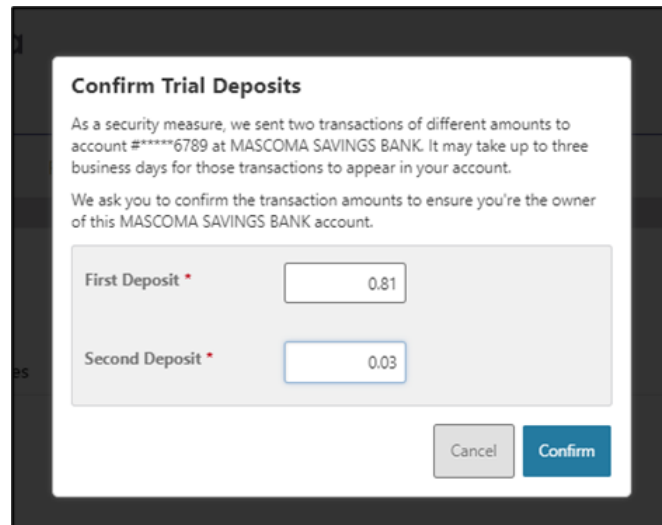 Confirm Trial Deposits
As a security measure, we sent two transactions of different amounts to
account #*****6789 at MASCOMA SAVINGS BANK. It may take up to three
business days for those transactions to appear in your account.
We ask you to confirm the transaction amounts to ensure you're the owner
of this MASCOMA SAVINGS BANK account.
First Deposit * 0.81
Second Deposit * 0.03
es
Cancel Confirm